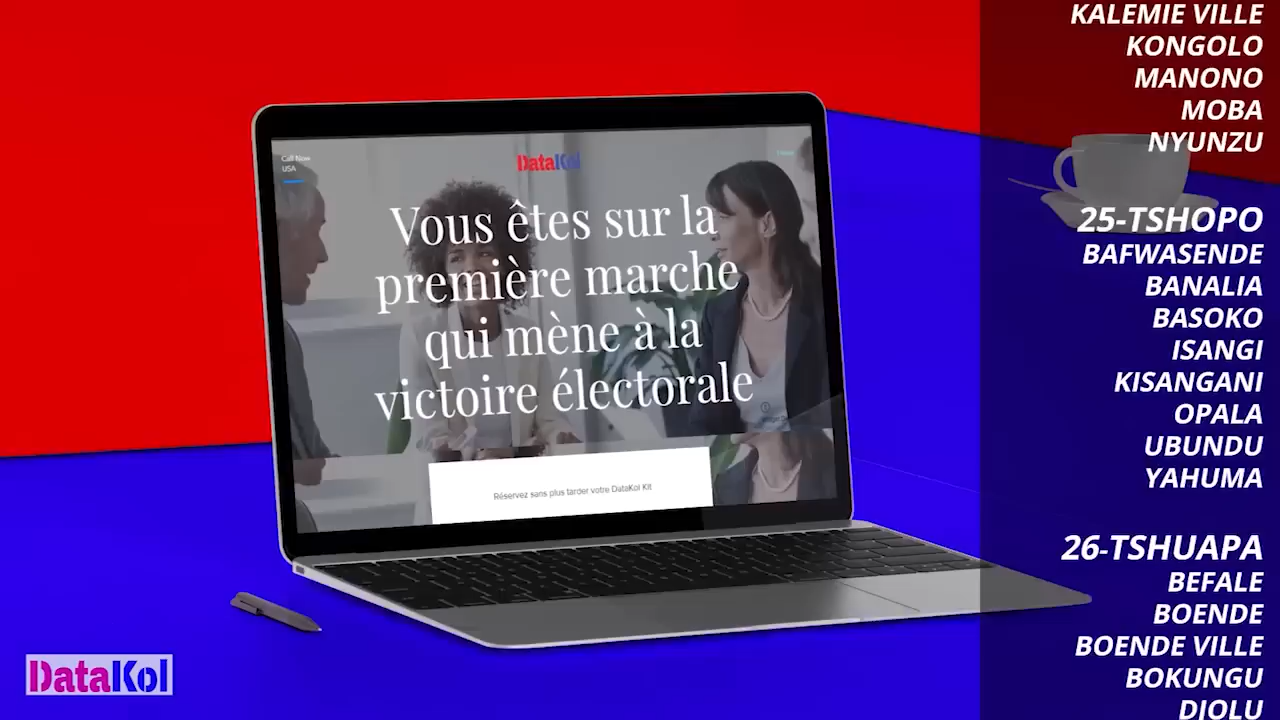 Call Now
USA
DataKol
Vous êtes sur la
première marche
qui mène à la
victoire électorale
Réservez sans plus tarder votre DataKol Kit
DataKol
KALEMIE VILLE
KONGOLO
MANONO
MOBA
NYUNZU
25-TSHOPO
BAFWASENDE
BANALIA
BASOKO
ISANGI
KISANGANI
OPALA
UBUNDU
YAHUMA
26-TSHUAPA
BEFALE
BOENDE
BOENDE VILLE
BOKUNGU
DJOLU